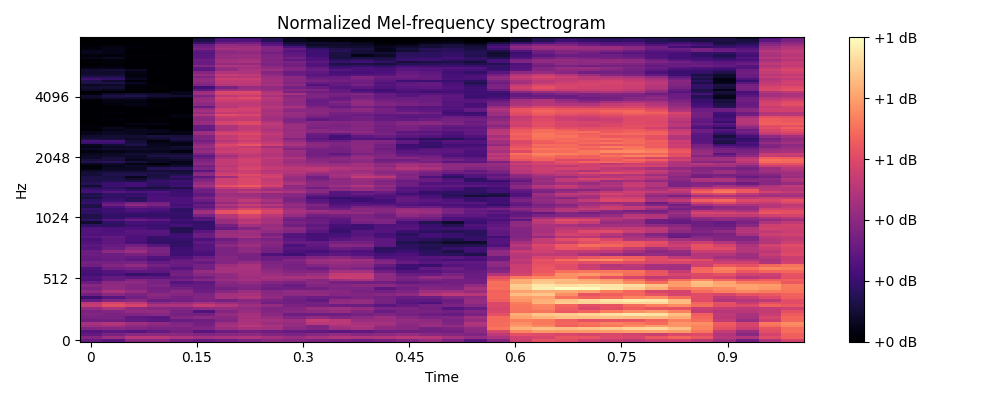 Normalized Mel-frequency spectrogram
Hz
4096
2048
1024
512
0
0 0.15 0.3 0.45 0.6 0.75 0.9
Time
+1 dB
+1 dB
+1 dB
+0 dB
+0 dB
+0 dB